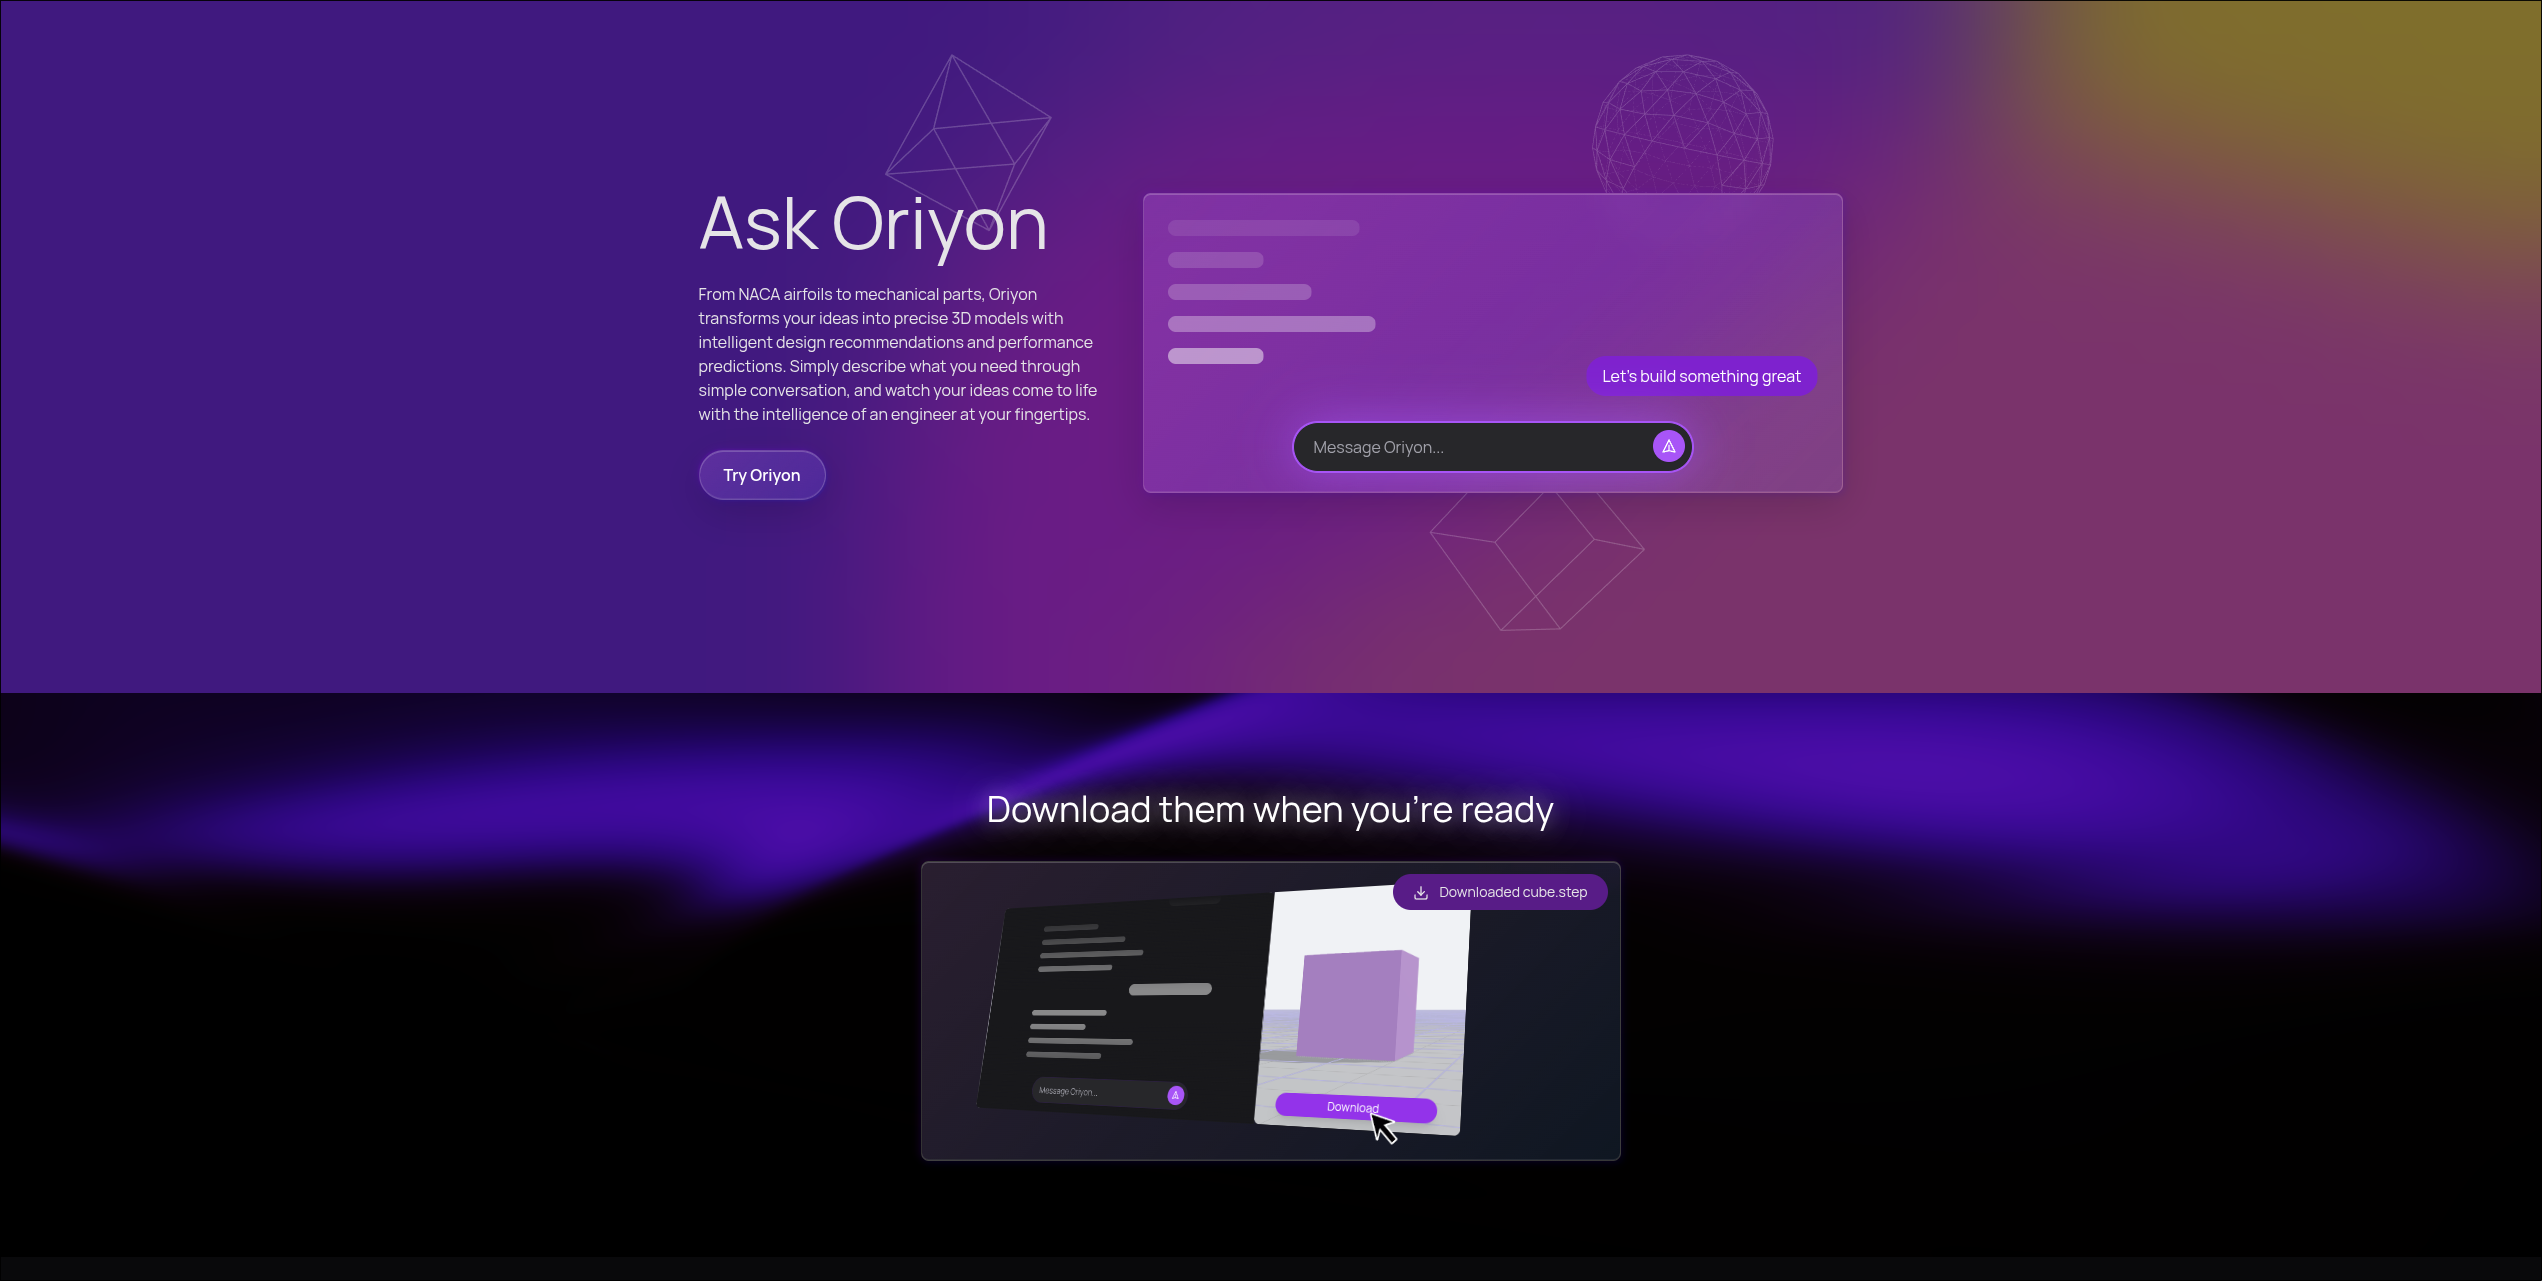 Ask Oriyon
From NACA airfoils to mechanical parts, Oriyon
transforms your ideas into precise 3D models with
intelligent design recommendations and performance
predictions. Simply describe what you need through
simple conversation, and watch your ideas come to life
with the intelligence of an engineer at your fingertips.
Try Oriyon
Let's build something great
Message Oriyon...
Download them when you're ready
Downloaded cube.step
Message Oriyon...
Download